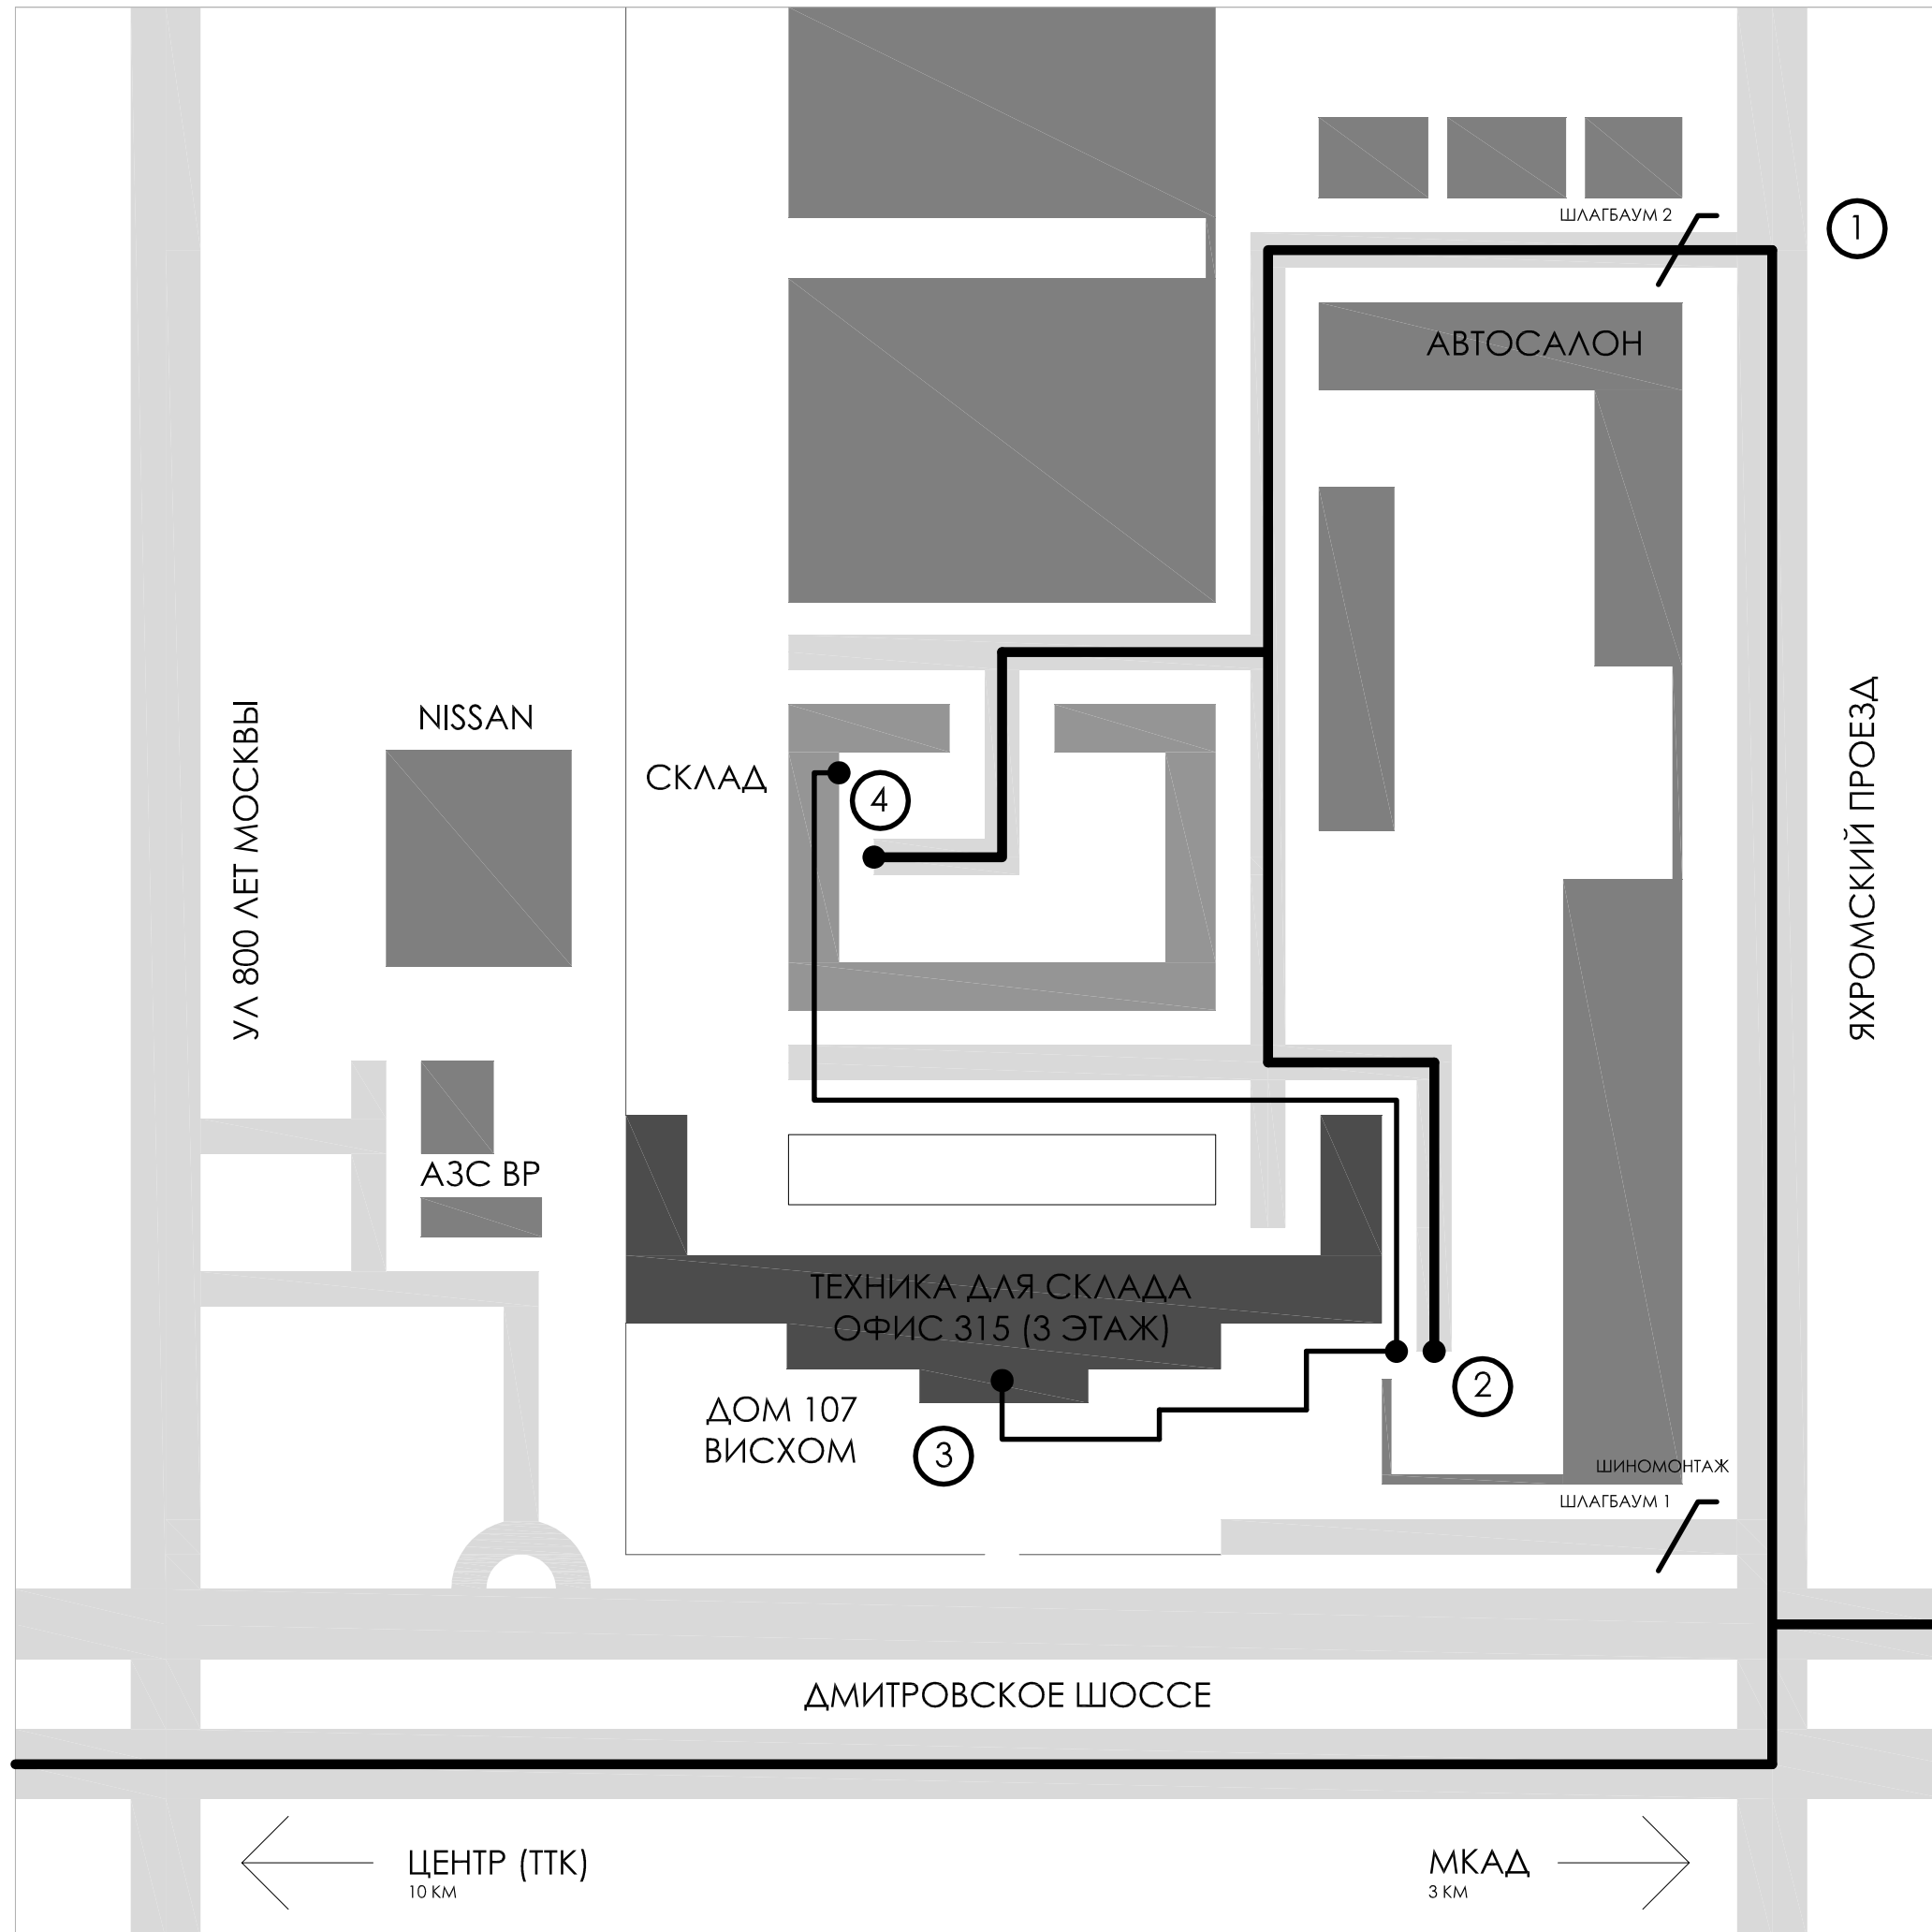 ШЛАГБАУМ 2
1
АВТОСАЛОН
NISSAN
СКЛАД
4
УЛ 800 ЛЕТ МОСКВЫ
ЯХРОМСКИЙ ПРОЕЗД
АЗС BP
ТЕХНИКА ДЛЯ СКЛАДА
ОФИС 315 (3 ЭТАЖ)
2
ДОМ 107
ВИСХОМ
3
ШИНОМОНТАЖ
ШЛАГБАУМ 1
ДМИТРОВСКОЕ ШОССЕ
ЦЕНТР (ТТК)
10 КМ
МКАД
3 КМ